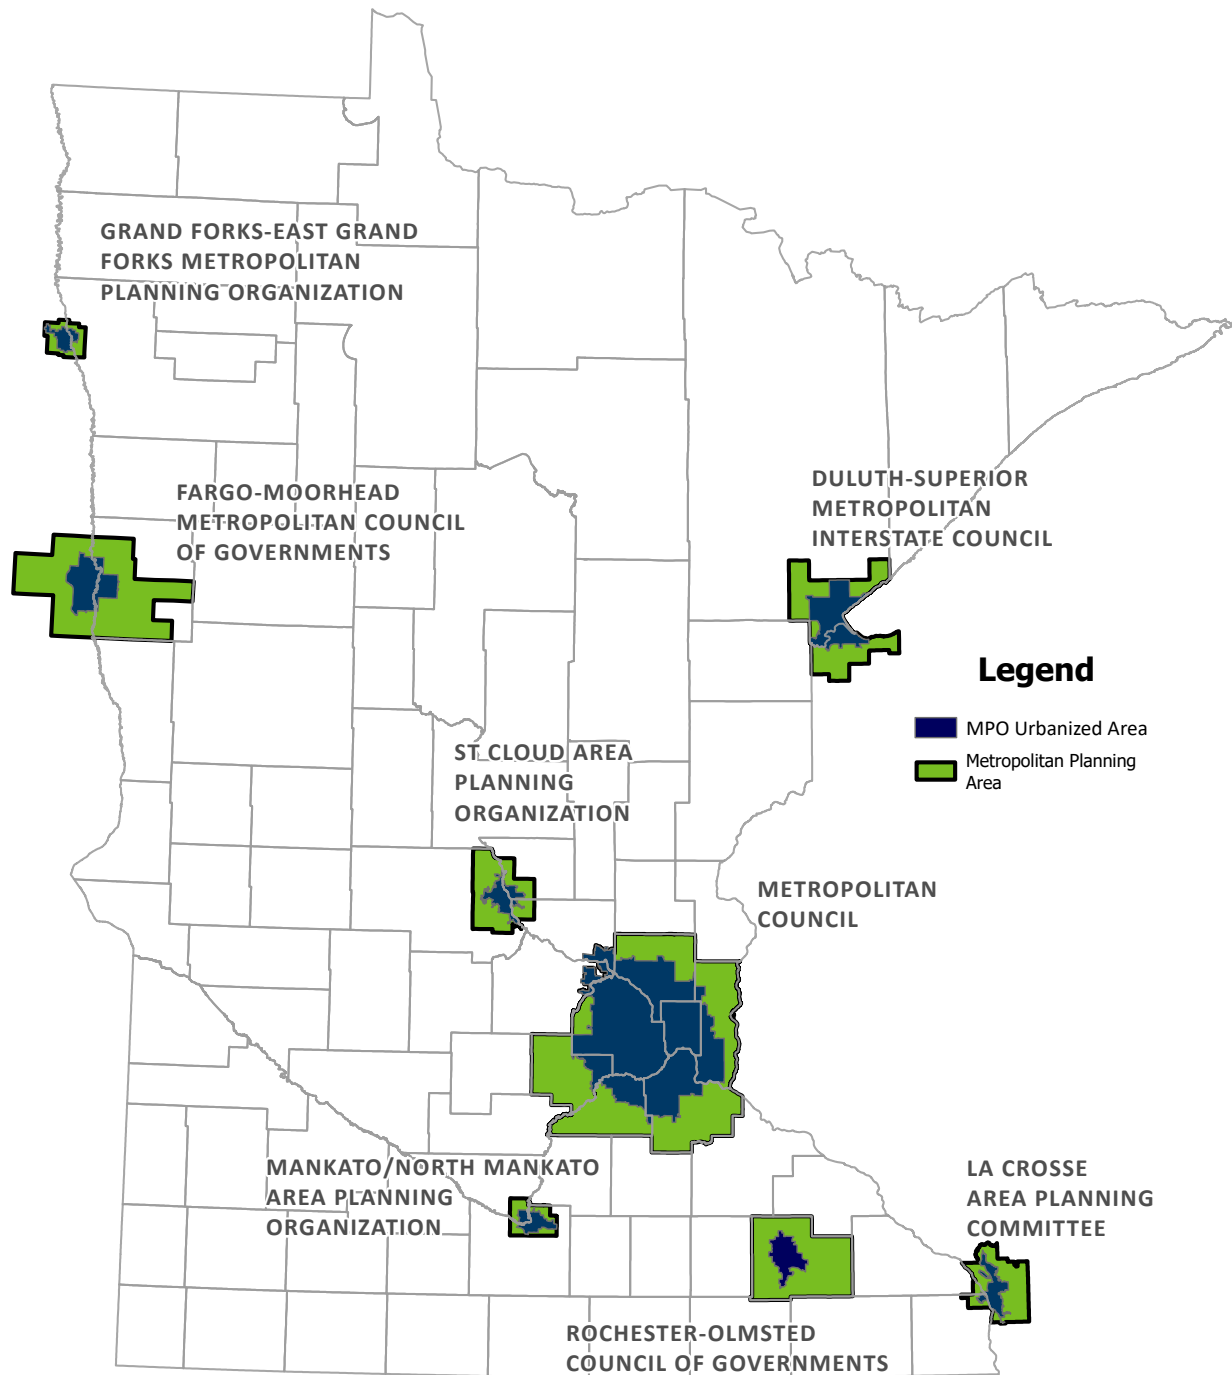 GRAND FORKS-EAST GRAND
FORKS METROPOLITAN
PLANNING ORGANIZATION
FARGO-MOORHEAD
METROPOLITAN COUNCIL
OF GOVERNMENTS
DULUTH-SUPERIOR
METROPOLITAN
INTERSTATE COUNCIL
Legend
MPO Urbanized Area
Metropolitan Planning
Area
ST CLOUD AREA
PLANNING
ORGANIZATION
METROPOLITAN
COUNCIL
MANKATO/NORTH MANKATO
AREA PLANNING
ORGANIZATION
LA CROSSE
AREA PLANNING
COMMITTEE
ROCHESTER-OLMSTED
COUNCIL OF GOVERNMENTS